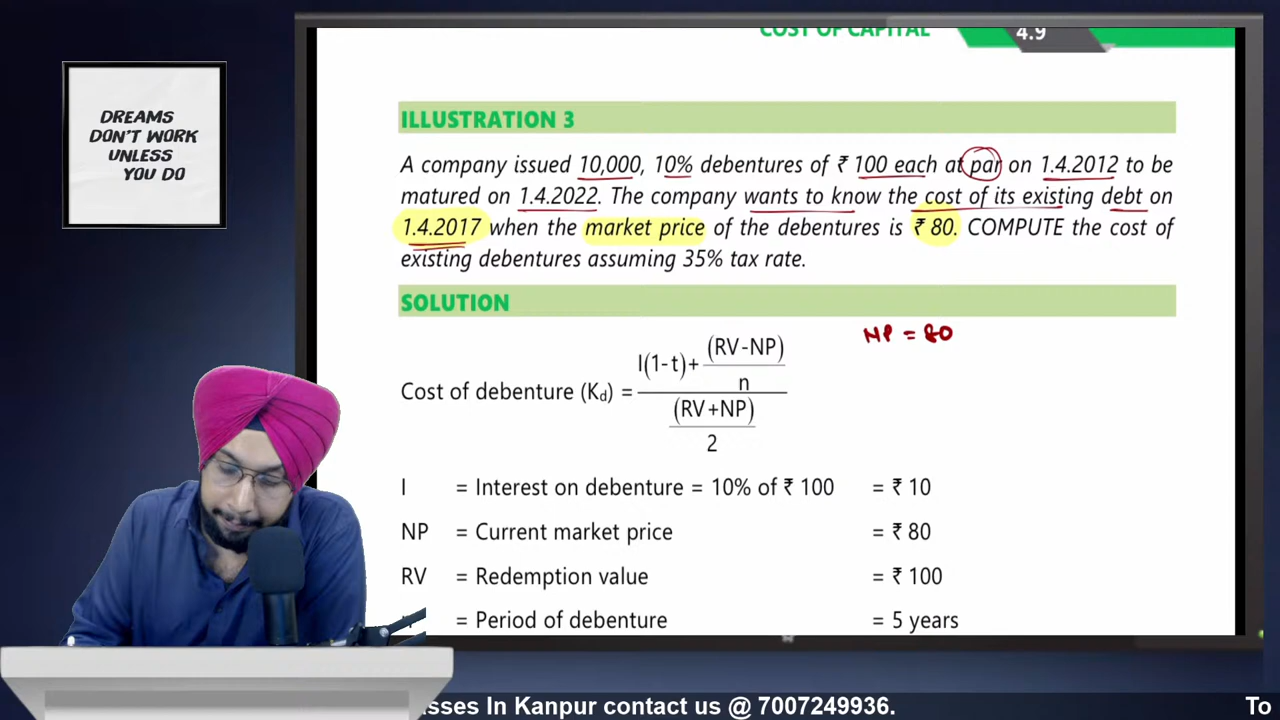 COST OF CAPITAL 4.9
DREAMS
DON'T WORK
UNLESS
YOU DO
ILLUSTRATION 3
A company issued 10,000, 10% debentures of ₹ 100 each at par on 1.4.2012 to be
matured on 1.4.2022. The company wants to know the cost of its existing debt on
1.4.2017 when the market price of the debentures is ₹ 80. COMPUTE the cost of
existing debentures assuming 35% tax rate.
SOLUTION
NP = 80
Cost of debenture (Kd) = I(1-t)+ (RV-NP)
n
(RV+NP)
2
I = Interest on debenture = 10% of ₹ 100 = ₹ 10
NP = Current market price = ₹ 80
RV = Redemption value = ₹ 100
= Period of debenture = 5 years
asses In Kanpur contact us @ 7007249936. To